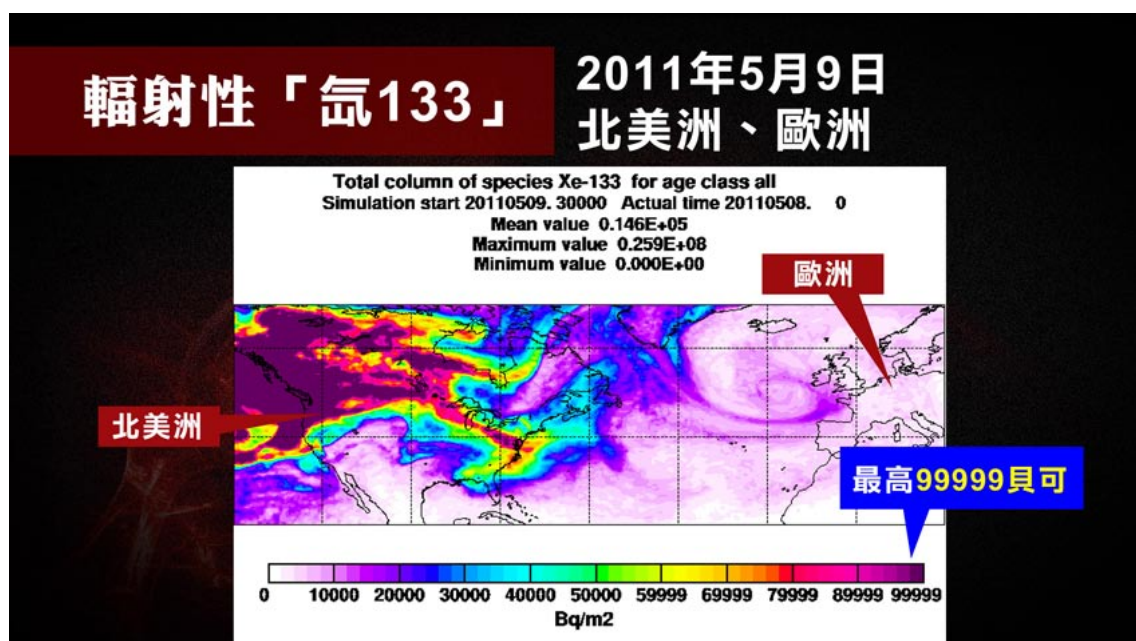 輻射性「氙133」
2011年5月9日
北美洲、歐洲
Total column of species Xe-133 for age class all
Simulation start 20110509. 30000 Actual time 20110508. 0
Mean value 0.146E+05
Maximum value 0.259E+08
Minimum value 0.000E+00
歐洲
北美洲
最高99999貝可
0 10000 20000 30000 40000 50000 59999 69999 79999 89999 99999
Bq/m2